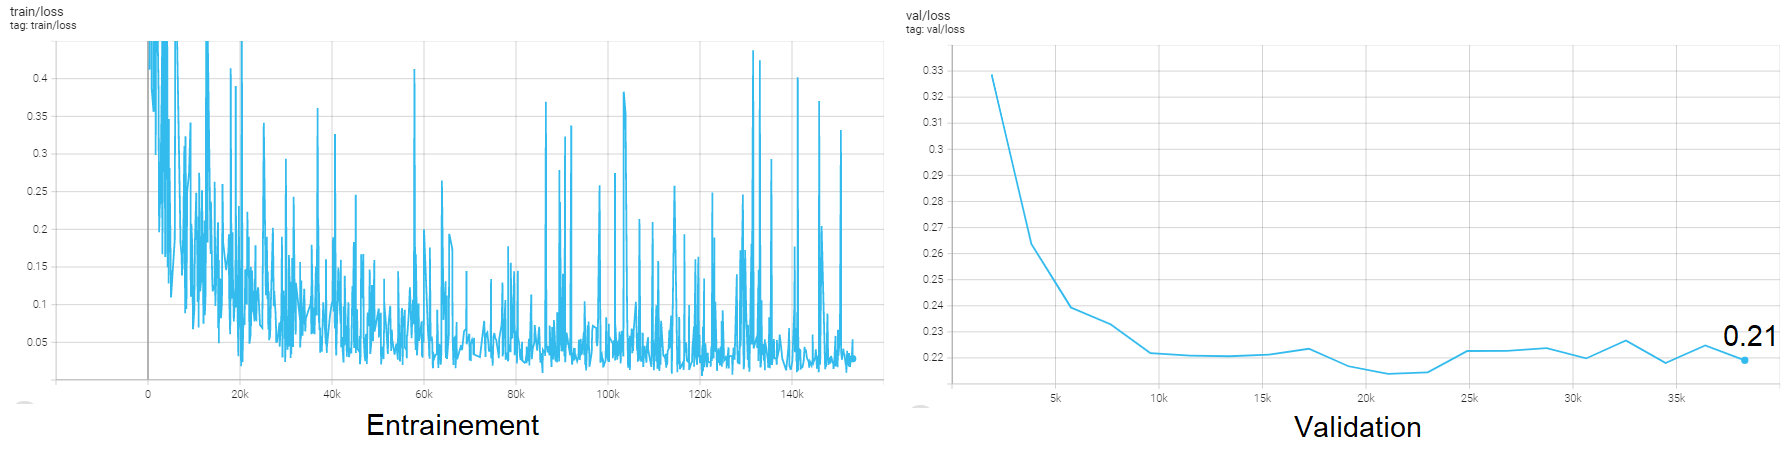 train/loss
tag: train/loss
0.4
0.35
0.3
0.25
0.2
0.15
0.1
0.05
0 20k 40k 60k 80k 100k 120k 140k
Entrainement
val/loss
tag: val/loss
0.33
0.32
0.31
0.3
0.29
0.28
0.27
0.26
0.25
0.24
0.23
0.22
0.21
5k 10k 15k 20k 25k 30k 35k
Validation